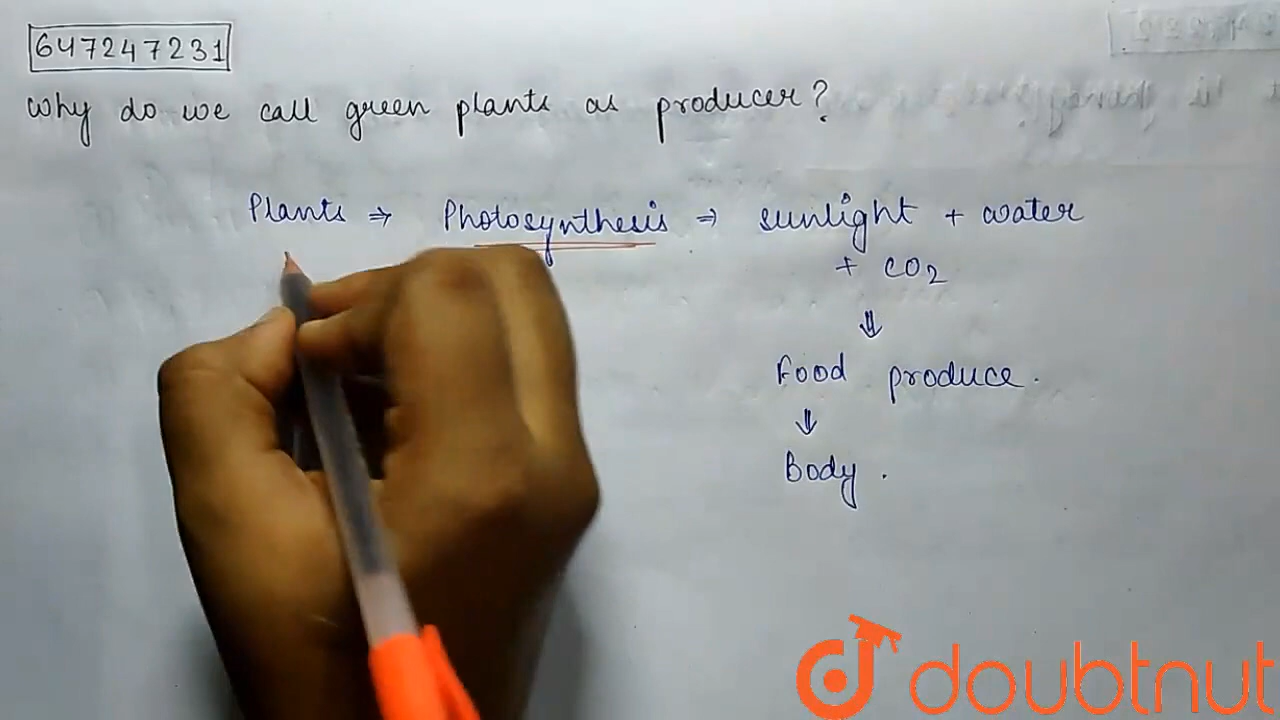 647247231
Why do we call green plants as producer?
Plants ⇒ Photosynthesis ⇒ sunlight + water
+ CO2
⇓
Food produce.
⇓
Body.
doubtnut